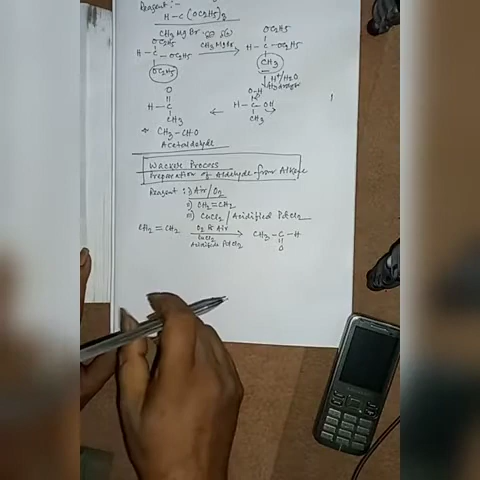 Reagent :-
H-C(OC2H5)2
CH3MgBr
OC2H5
H-C-OC2H5
OC2H5
CH3MgBr
OC2H5
H-C-OC2H5
CH3
H+/H2O
Hydrolysis
O-H
H-C-OH
CH3
O
H-C
CH3
CH3-CHO
Acetaldehyde
Wacker Process
Preparation of Aldehyde from Alkene
Reagent :- i) Air/O2
ii) CH2=CH2
iii) CuCl2/Acidified PdCl2
CH2=CH2
O2 or Air
CuCl2
Acidified PdCl2
CH3-C-H
O